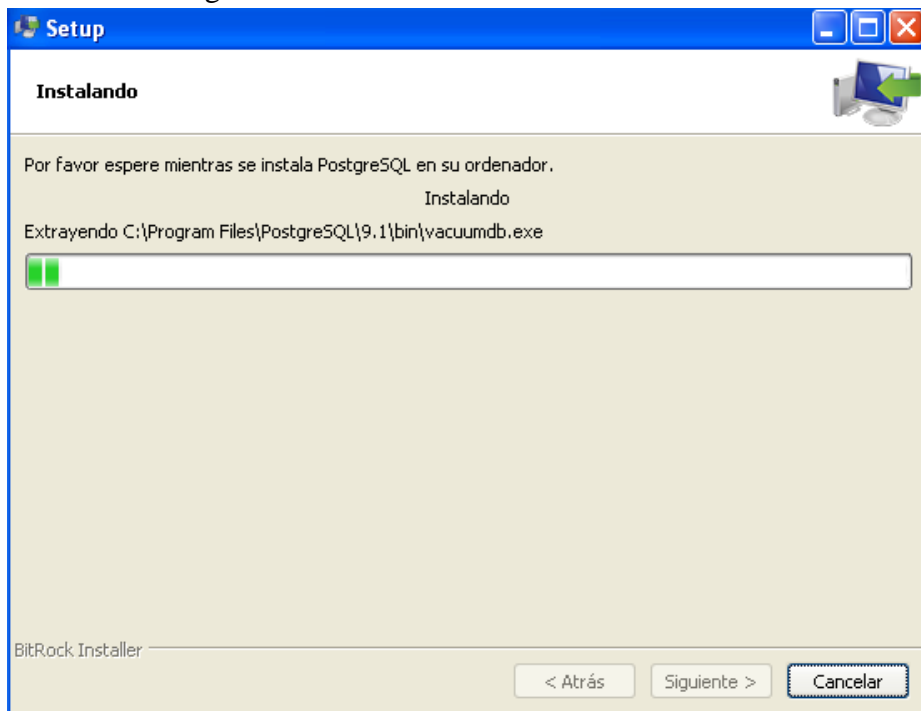 Setup
Instalando
Por favor espere mientras se instala PostgreSQL en su ordenador.
Instalando
Extrayendo C:\Program Files\PostgreSQL\9.1\bin\vacuumdb.exe
BitRock Installer
< Atrás Siguiente > Cancelar